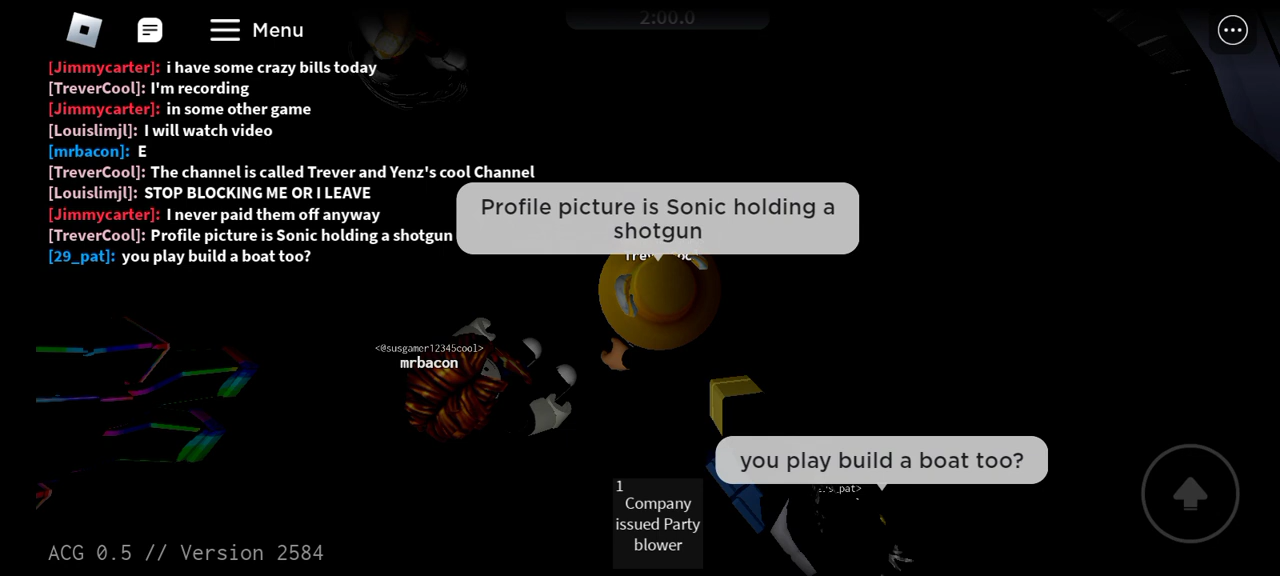 2:00.0
Menu
[Jimmycarter]: i have some crazy bills today
[TreverCool]: I'm recording
[Jimmycarter]: in some other game
[Louislimjl]: I will watch video
[mrbacon]: E
[TreverCool]: The channel is called Trever and Yenz's cool Channel
[Louislimjl]: STOP BLOCKING ME OR I LEAVE
[Jimmycarter]: I never paid them off anyway
[TreverCool]: Profile picture is Sonic holding a shotgun
[29_pat]: you play build a boat too?
Profile picture is Sonic holding a
shotgun
<@susgamer12345cool>
mrbacon
you play build a boat too?
1
Company
issued Party
blower
ACG 0.5 // Version 2584